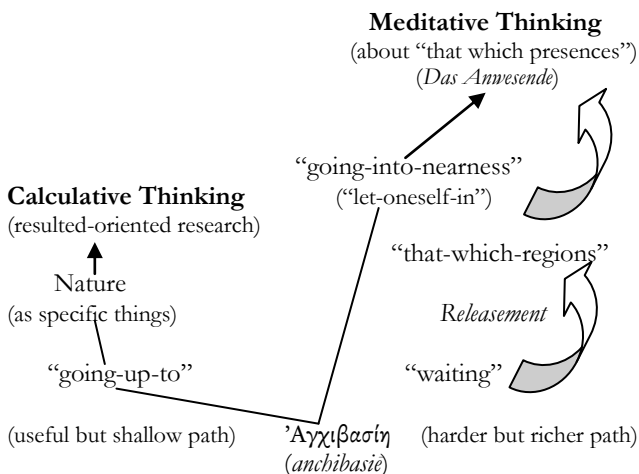 Meditative Thinking
(about “that which presences”)
(Das Anwesende)
“going-into-nearness”
(“let-oneself-in”)
Calculative Thinking
(resulted-oriented research)
“that-which-regions”
Nature
(as specific things)
Releasement
“going-up-to”
“waiting”
(useful but shallow path)
Ἀγχιβασίη
(anchibasiē)
(harder but richer path)